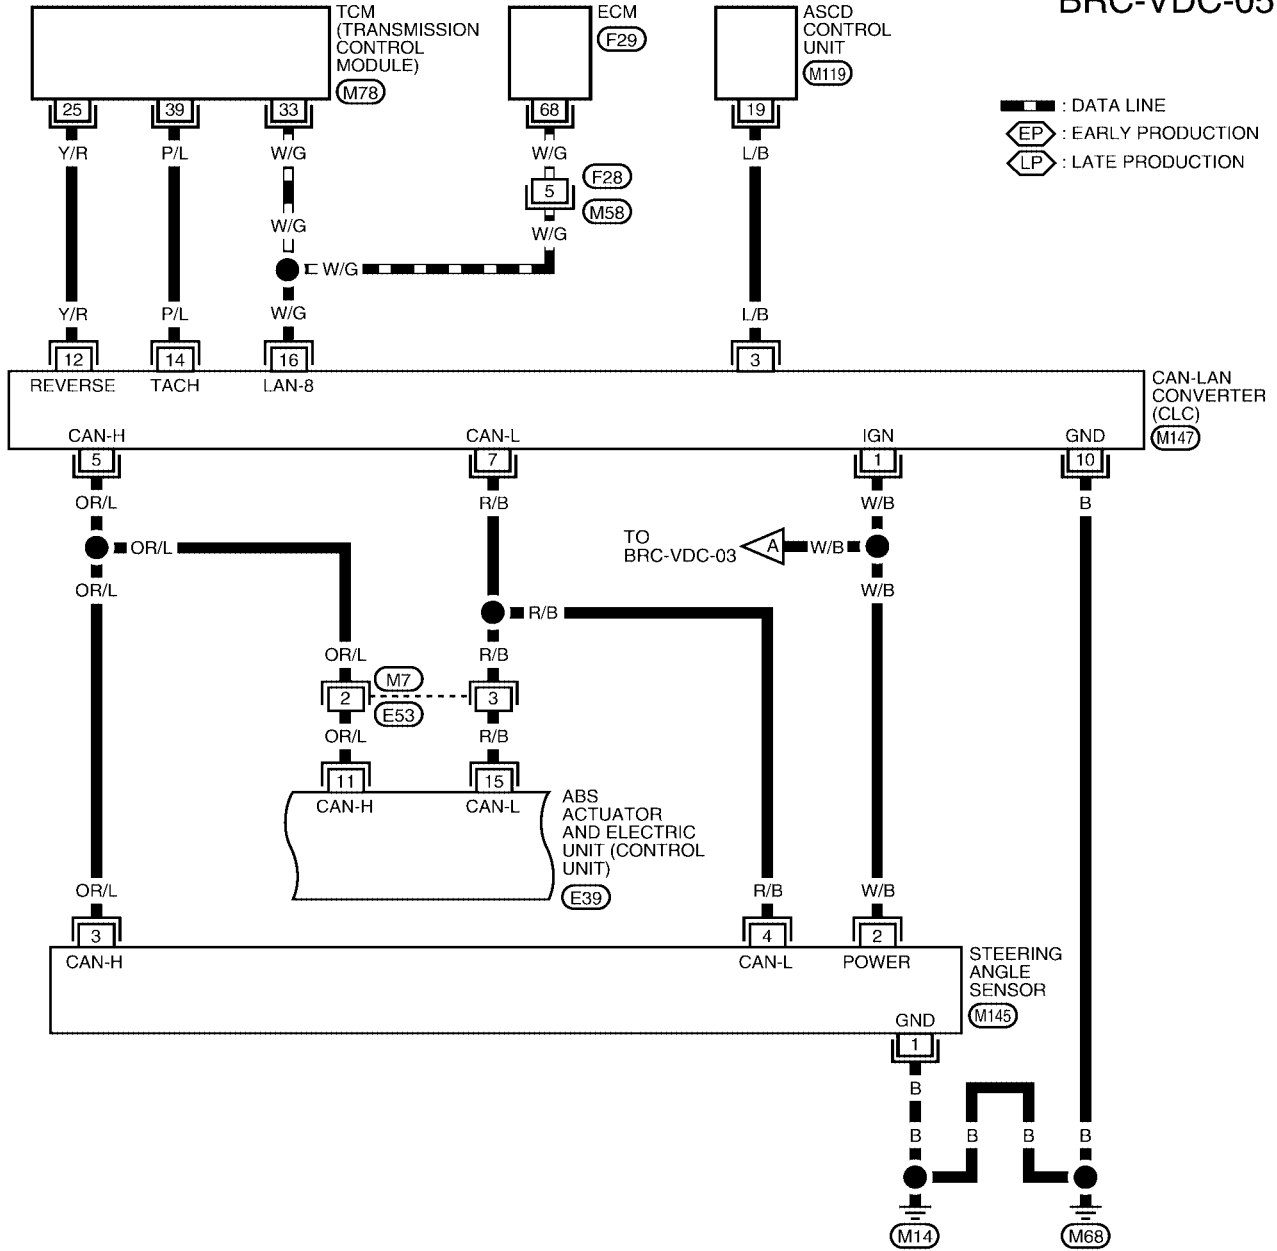 BRC-VDC-05
TCM
(TRANSMISSION
CONTROL
MODULE)
M78
ECM
F29
ASCD
CONTROL
UNIT
M119
: DATA LINE
EP : EARLY PRODUCTION
LP : LATE PRODUCTION
25 39 33 68 19
Y/R P/L W/G W/G L/B
F28
5
M58
W/G W/G
W/G
Y/R P/L W/G L/B
12 14 16 3
REVERSE TACH LAN-8
CAN-LAN
CONVERTER
(CLC)
M147
CAN-H CAN-L IGN GND
5 7 1 10
OR/L R/B W/B B
TO
BRC-VDC-03
A W/B
OR/L
OR/L W/B
R/B
OR/L R/B
M7
2 3
E53
OR/L R/B
11 15
CAN-H CAN-L
ABS
ACTUATOR
AND ELECTRIC
UNIT (CONTROL
UNIT)
E39
OR/L R/B W/B
3 4 2
CAN-H CAN-L POWER
STEERING
ANGLE
SENSOR
M145
GND
1
B
B B B B
M14 M68